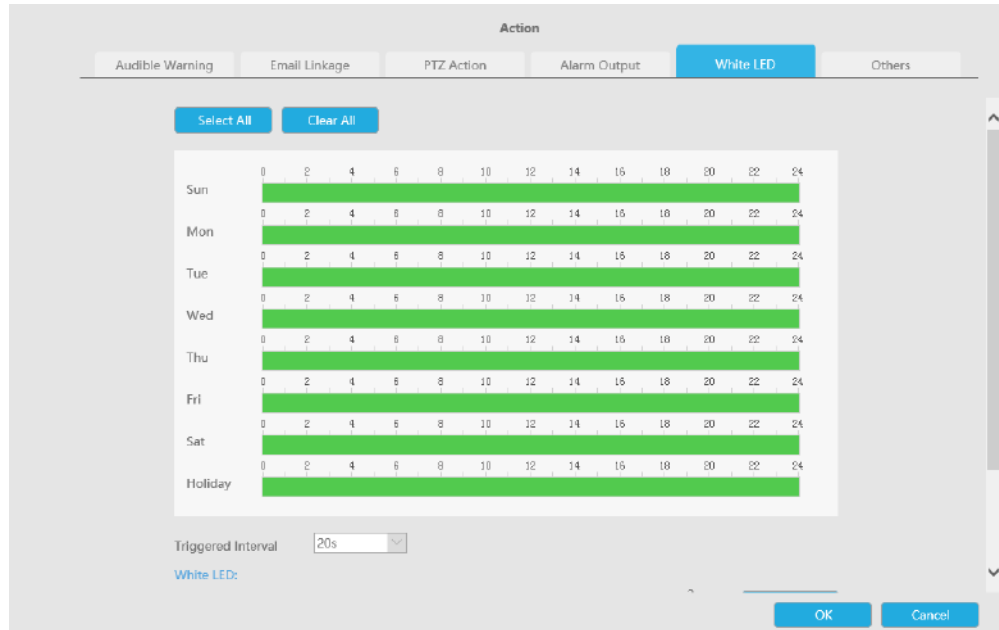 Action
Audible Warning Email Linkage PTZ Action Alarm Output White LED Others
Select All Clear All
0 2 4 6 8 10 12 14 16 18 20 22 24
Sun
0 2 4 6 8 10 12 14 16 18 20 22 24
Mon
0 2 4 6 8 10 12 14 16 18 20 22 24
Tue
0 2 4 6 8 10 12 14 16 18 20 22 24
Wed
0 2 4 6 8 10 12 14 16 18 20 22 24
Thu
0 2 4 6 8 10 12 14 16 18 20 22 24
Fri
0 2 4 6 8 10 12 14 16 18 20 22 24
Sat
0 2 4 6 8 10 12 14 16 18 20 22 24
Holiday
Triggered Interval 20s
White LED:
OK Cancel